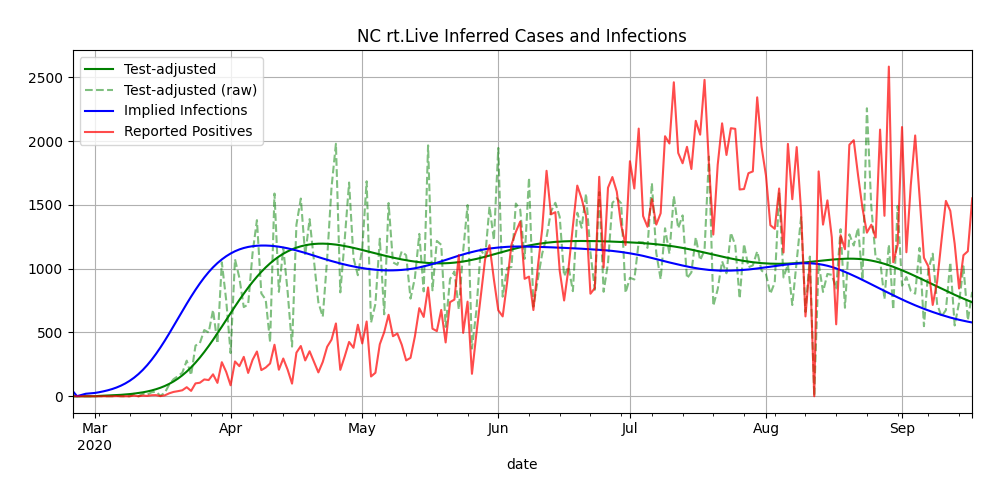 NC rt.Live Inferred Cases and Infections
Test-adjusted
Test-adjusted (raw)
Implied Infections
Reported Positives
2500
2000
1500
1000
500
0
Mar Apr May Jun Jul Aug Sep
2020
date